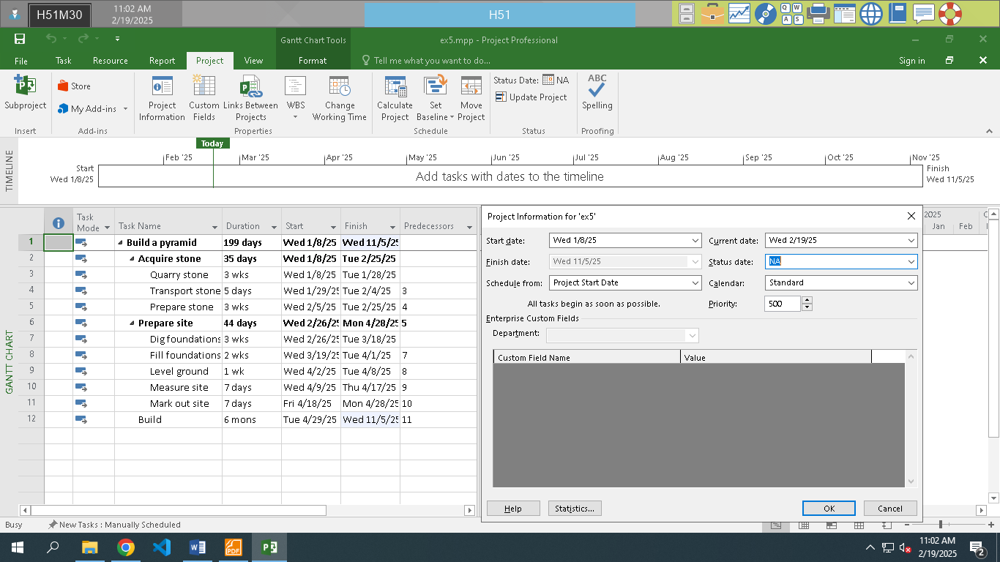 H51M30
11:02 AM
2/19/2025
H51
Q W
A S
Gantt Chart Tools
ex5.mpp - Project Professional
File
Task
Resource
Report
Project
View
Format
Tell me what you want to do...
Sign in
Subproject
Store
My Add-ins
Project Information
Custom Fields
Links Between Projects
WBS
Change Working Time
Calculate Project
Set Baseline
Move Project
Status Date: NA
Update Project
ABC
Spelling
Insert
Add-ins
Properties
Schedule
Status
Proofing
TIMELINE
Today
Feb '25
Mar '25
Apr '25
May '25
Jun '25
Jul '25
Aug '25
Sep '25
Oct '25
Nov '25
Start
Wed 1/8/25
Add tasks with dates to the timeline
Finish
Wed 11/5/25
GANTT CHART
Task Mode Task Name Duration Start Finish Predecessors
1 Build a pyramid 199 days Wed 1/8/25 Wed 11/5/25
2 Acquire stone 35 days Wed 1/8/25 Tue 2/25/25
3 Quarry stone 3 wks Wed 1/8/25 Tue 1/28/25
4 Transport stone 5 days Wed 1/29/25 Tue 2/4/25 3
5 Prepare stone 3 wks Wed 2/5/25 Tue 2/25/25 4
6 Prepare site 44 days Wed 2/26/25 Mon 4/28/25 5
7 Dig foundations 3 wks Wed 2/26/25 Tue 3/18/25
8 Fill foundations 2 wks Wed 3/19/25 Tue 4/1/25 7
9 Level ground 1 wk Wed 4/2/25 Tue 4/8/25 8
10 Measure site 7 days Wed 4/9/25 Thu 4/17/25 9
11 Mark out site 7 days Fri 4/18/25 Mon 4/28/25 10
12 Build 6 mons Tue 4/29/25 Wed 11/5/25 11
2025
Jan Feb
Project Information for 'ex5'
Start date: Wed 1/8/25
Current date: Wed 2/19/25
Finish date: Wed 11/5/25
Status date: NA
Schedule from: Project Start Date
Calendar: Standard
All tasks begin as soon as possible.
Priority: 500
Enterprise Custom Fields
Department:
Custom Field Name Value
Help
Statistics...
OK
Cancel
Busy
New Tasks : Manually Scheduled
PDF
11:02 AM
2/19/2025
2